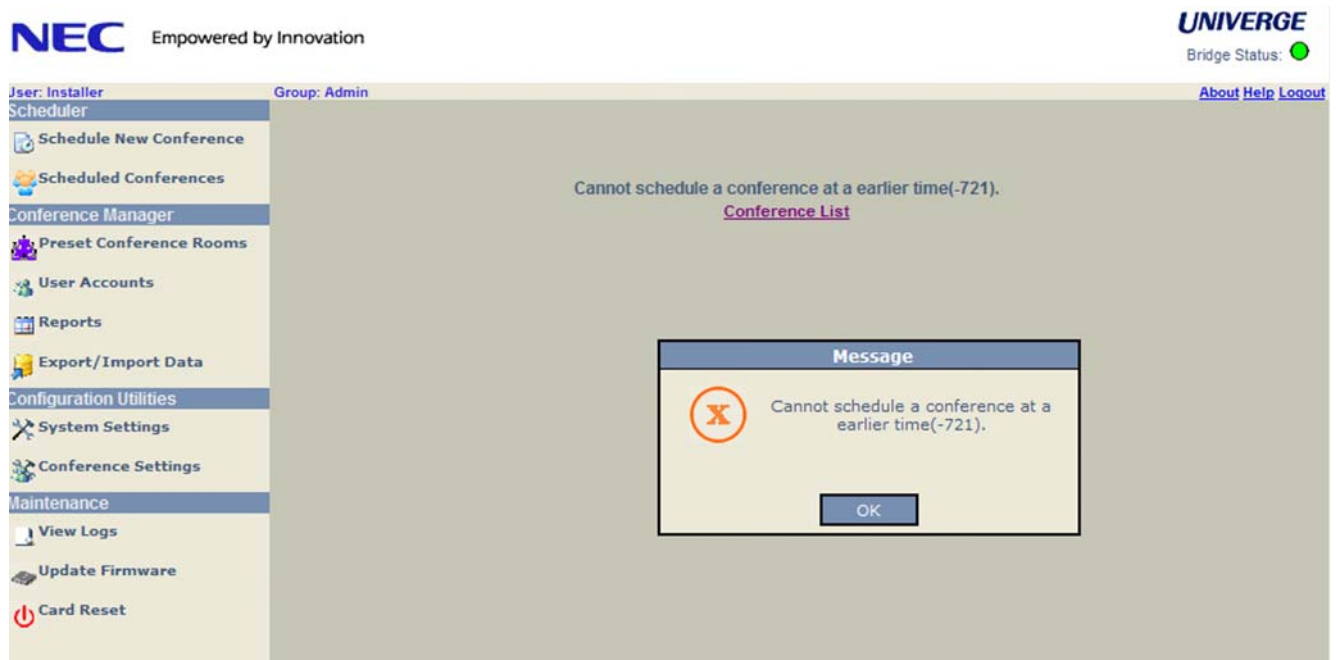 NEC Empowered by Innovation
UNIVERGE
Bridge Status:
User: Installer Group: Admin About Help Logout
Scheduler
Schedule New Conference
Scheduled Conferences
Conference Manager
Preset Conference Rooms
User Accounts
Reports
Export/Import Data
Configuration Utilities
System Settings
Conference Settings
Maintenance
View Logs
Update Firmware
Card Reset
Cannot schedule a conference at a earlier time(-721).
Conference List
Message
X
Cannot schedule a conference at a
earlier time(-721).
OK